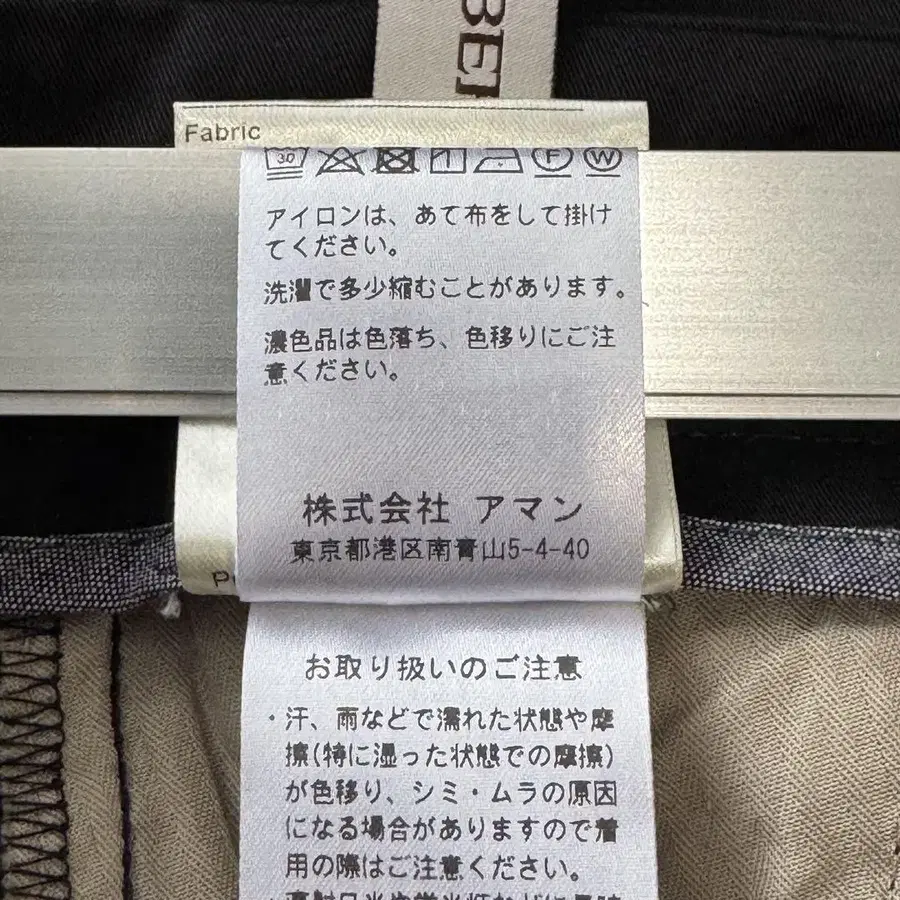 BE
Fabric
30
F
W
アイロンは、あて布をして掛け
てください。
洗濯で多少縮むことがあります。
濃色品は色落ち、色移りにご注
意ください。
株式会社 アマン
東京都港区南青山5-4-40
お取り扱いのご注意
・汗、雨などで濡れた状態や摩
擦(特に湿った状態での摩擦)
が色移り、シミ・ムラの原因
になる場合がありますので着
用の際はご注意ください。